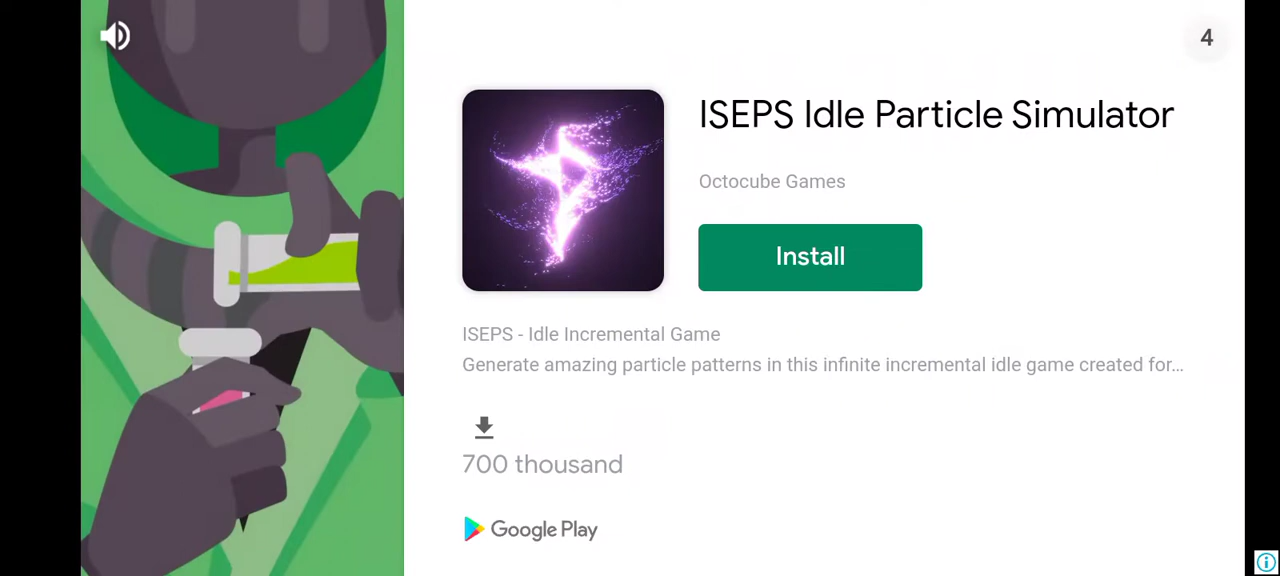 4
ISEPS Idle Particle Simulator
Octocube Games
Install
ISEPS - Idle Incremental Game
Generate amazing particle patterns in this infinite incremental idle game created for...
700 thousand
Google Play